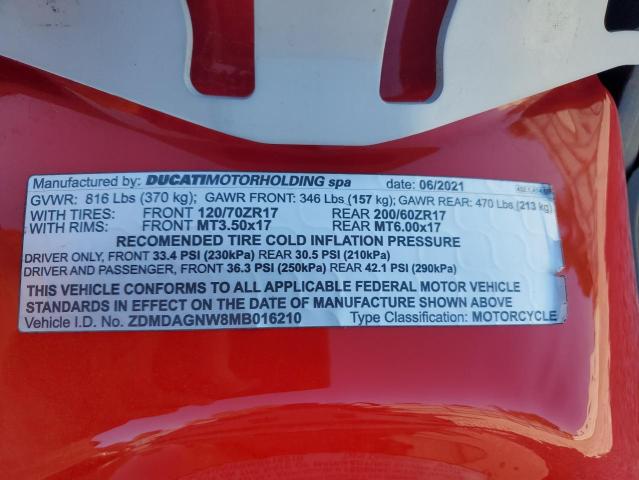 Manufactured by: DUCATIMOTORHOLDING spa date: 06/2021
GVWR: 816 Lbs (370 kg); GAWR FRONT: 346 Lbs (157 kg); GAWR REAR: 470 Lbs (213 kg)
WITH TIRES: FRONT 120/70ZR17 REAR 200/60ZR17
WITH RIMS: FRONT MT3.50x17 REAR MT6.00x17
RECOMENDED TIRE COLD INFLATION PRESSURE
DRIVER ONLY, FRONT 33.4 PSI (230kPa) REAR 30.5 PSI (210kPa)
DRIVER AND PASSENGER, FRONT 36.3 PSI (250kPa) REAR 42.1 PSI (290kPa)
THIS VEHICLE CONFORMS TO ALL APPLICABLE FEDERAL MOTOR VEHICLE
STANDARDS IN EFFECT ON THE DATE OF MANUFACTURE SHOWN ABOVE
Vehicle I.D. No. ZDMDAGNW8MB016210 Type Classification: MOTORCYCLE